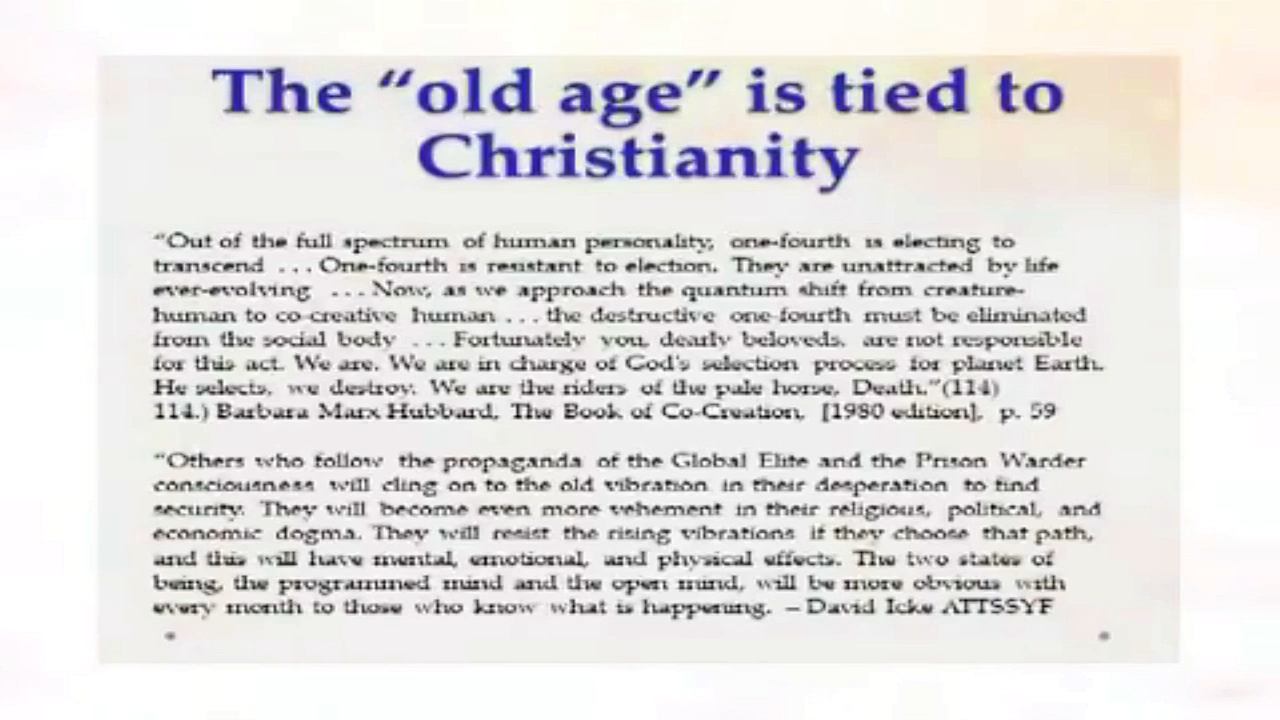 The “old age” is tied to
Christianity
“Out of the full spectrum of human personality, one-fourth is electing to
transcend ... One-fourth is resistant to election. They are unattracted by life
ever-evolving ... Now, as we approach the quantum shift from creature-
human to co-creative human ... the destructive one-fourth must be eliminated
from the social body ... Fortunately you, dearly beloveds, are not responsible
for this act. We are. We are in charge of God's selection process for planet Earth.
He selects, we destroy. We are the riders of the pale horse, Death.”(114)
114.) Barbara Marx Hubbard, The Book of Co-Creation, [1980 edition], p. 59
“Others who follow the propaganda of the Global Elite and the Prison Warder
consciousness will cling on to the old vibration in their desperation to find
security. They will become even more vehement in their religious, political, and
economic dogma. They will resist the rising vibrations if they choose that path,
and this will have mental, emotional, and physical effects. The two states of
being, the programmed mind and the open mind, will be more obvious with
every month to those who know what is happening. – David Icke ATTSSYF